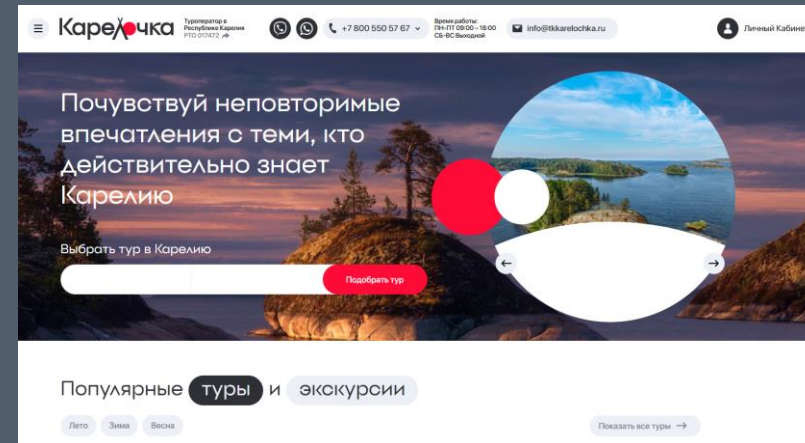 Карелочка
Туроператор в
Республике Карелия
РТО 017472
+7 800 550 57 67
Время работы:
ПН-ПТ 09:00 – 18:00
СБ-ВС Выходной
info@tkkarelochka.ru
Личный Кабинет
Почувствуй неповторимые
впечатления с теми, кто
действительно знает
Карелию
Выбрать тур в Карелию
Подобрать тур
Популярные туры и экскурсии
Лето Зима Весна
Показать все туры